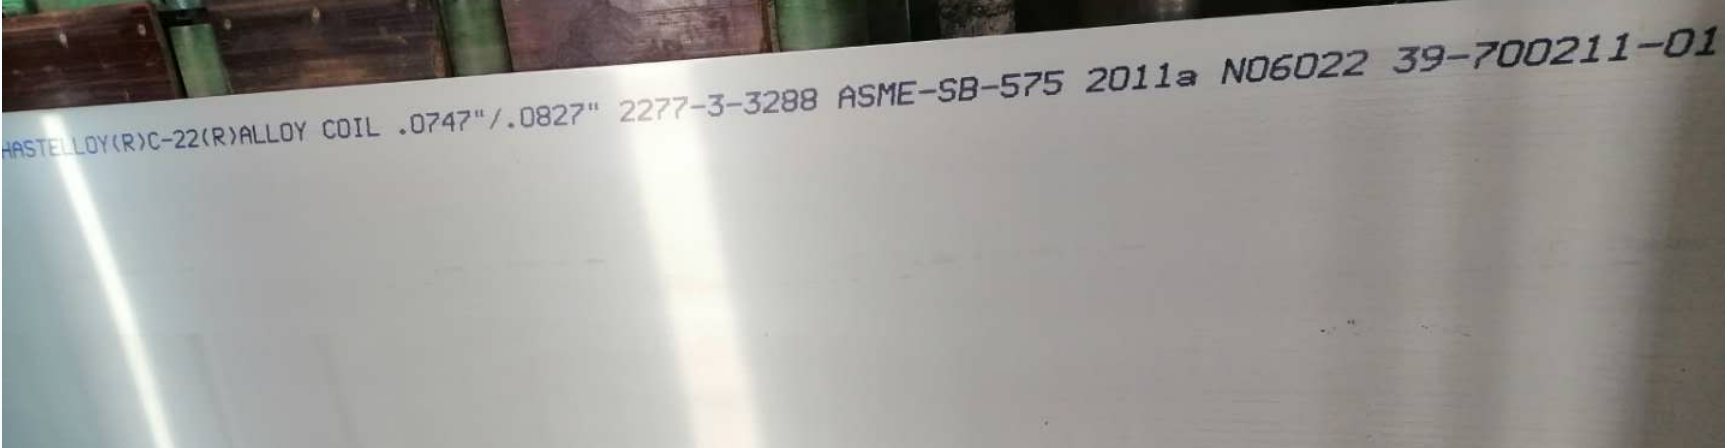 HASTELLOY(R)C-22(R)ALLOY COIL .0747"/.0827" 2277-3-3288 ASME-SB-575 2011a N06022 39-700211-01